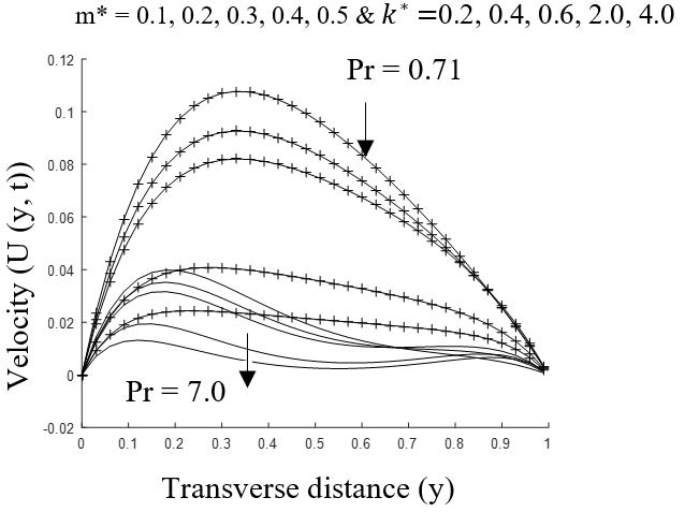 m* = 0.1, 0.2, 0.3, 0.4, 0.5 & k* =0.2, 0.4, 0.6, 2.0, 4.0
Pr = 0.71
0.12
0.1
0.08
0.06
0.04
0.02
0
-0.02
Velocity (U (y, t))
Pr = 7.0
0 0.1 0.2 0.3 0.4 0.5 0.6 0.7 0.8 0.9 1
Transverse distance (y)